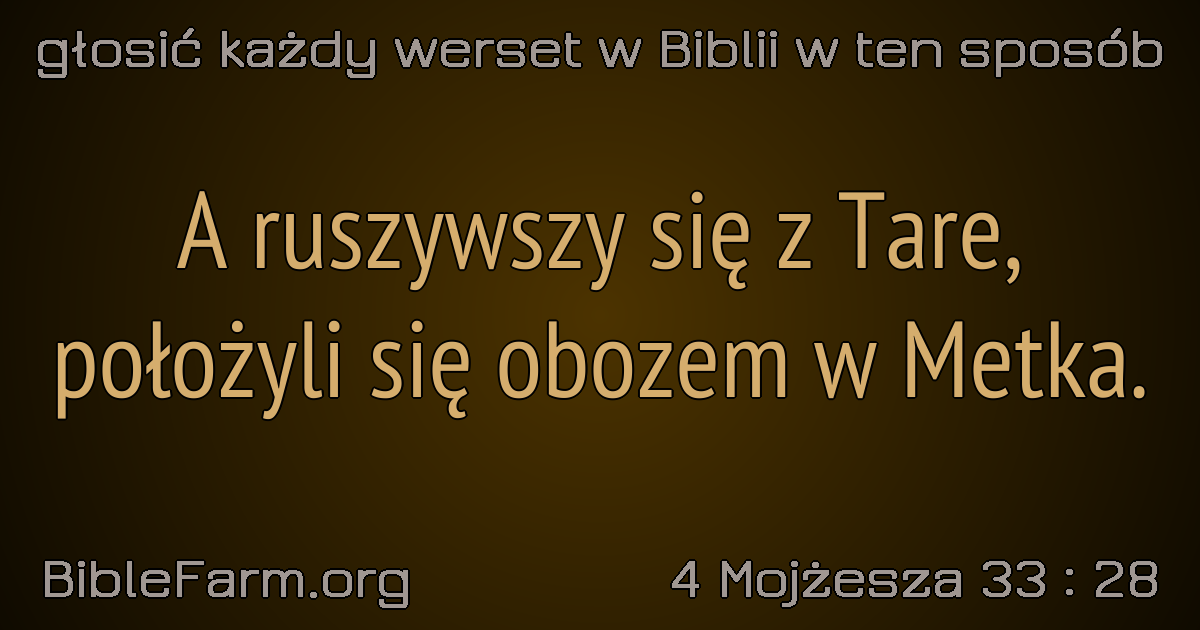 głosić każdy werset w Biblii w ten sposób
A ruszywszy się z Tare,
położyli się obozem w Metka.
BibleFarm.org
4 Mojżesza 33 : 28